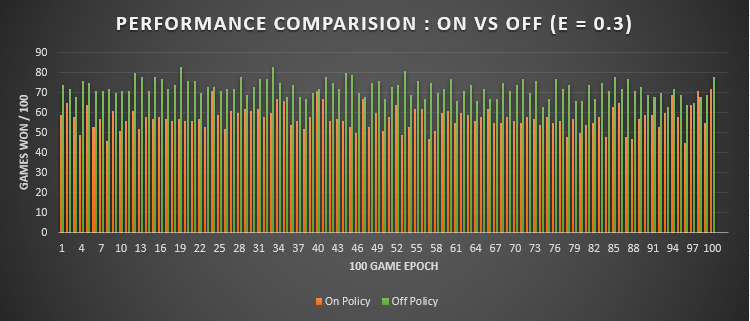 PERFORMANCE COMPARISION : ON VS OFF (E = 0.3)
GAMES WON / 100
90
80
70
60
50
40
30
20
10
0
1 4 7 10 13 16 19 22 25 28 31 34 37 40 43 46 49 52 55 58 61 64 67 70 73 76 79 82 85 88 91 94 97 100
100 GAME EPOCH
On Policy Off Policy